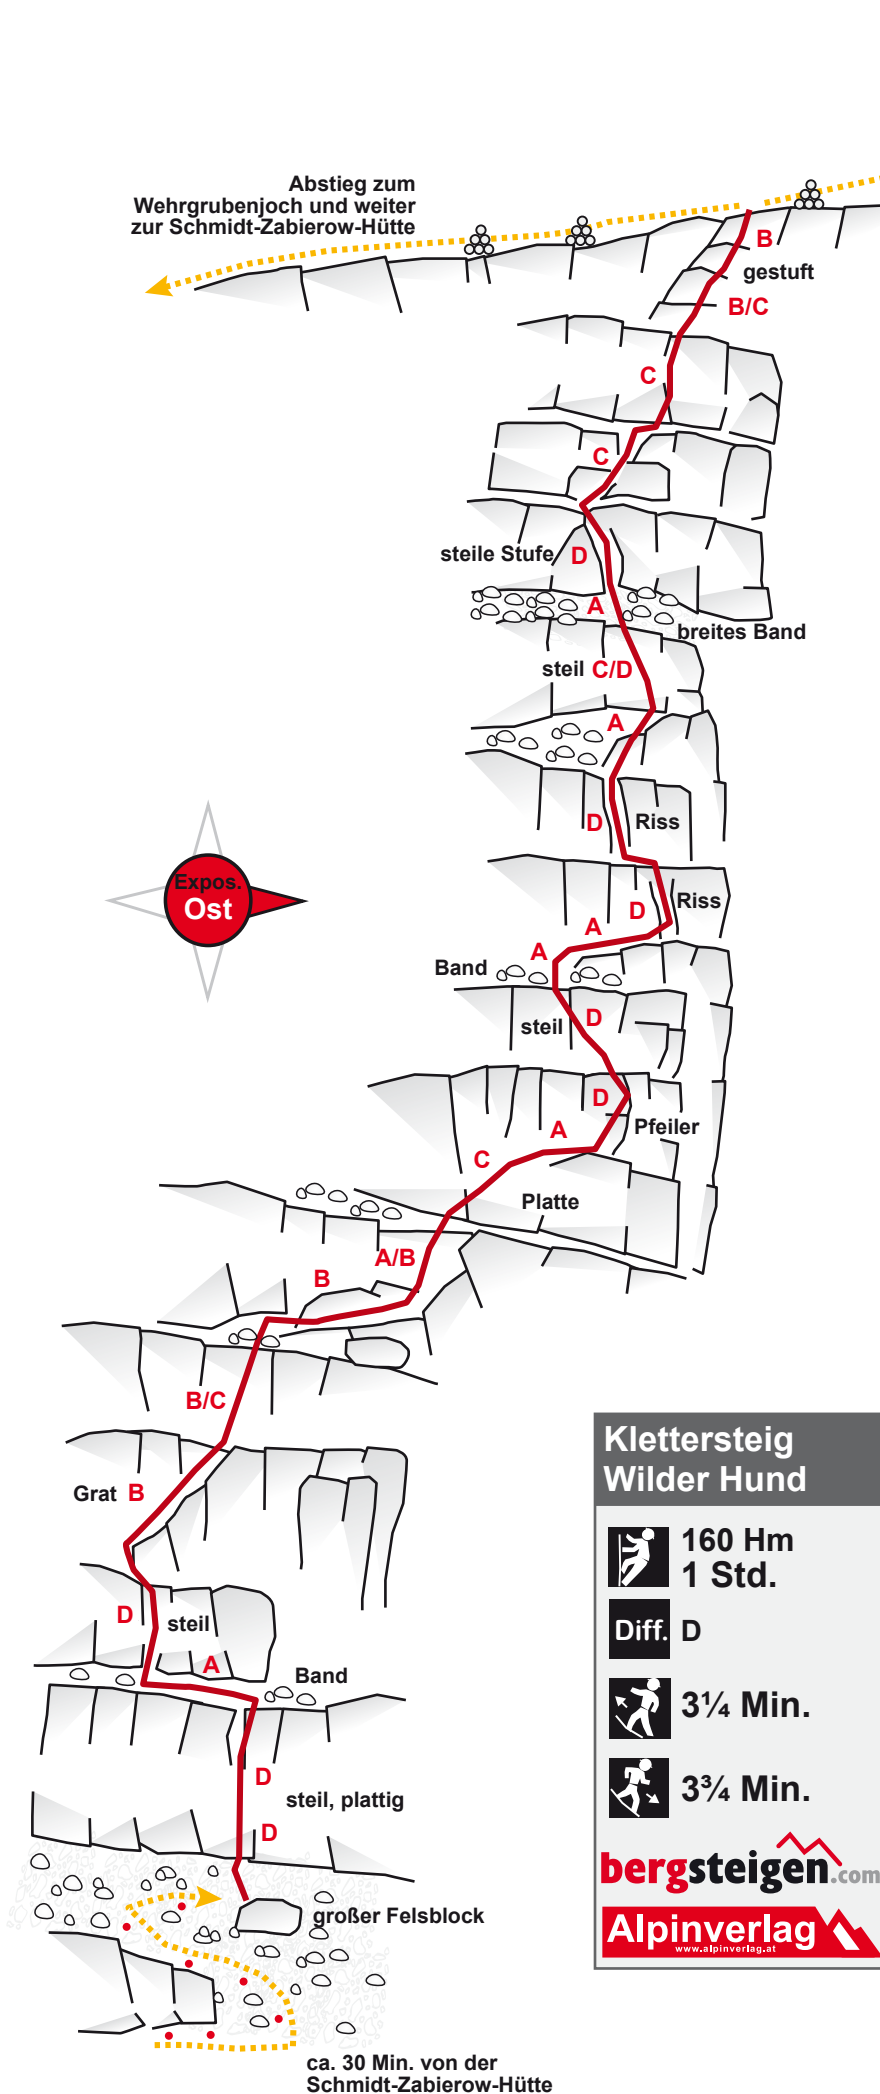 Abstieg zum
Wehrgrubenjoch und weiter
zur Schmidt-Zabierow-Hütte
B
gestuft
B/C
C
C
steile Stufe D
A
breites Band
steil C/D
A
D Riss
D Riss
A
A
Band
D
steil
Expos.
Ost
D
A Pfeiler
C
Platte
A/B
B
B/C
Grat B
D
steil
A
Band
D
steil, plattig
D
großer Felsblock
ca. 30 Min. von der
Schmidt-Zabierow-Hütte
Klettersteig
Wilder Hund
160 Hm
1 Std.
Diff. D
3¼ Min.
3¾ Min.
bergsteigen.com
Alpinverlag
www.alpinverlag.at